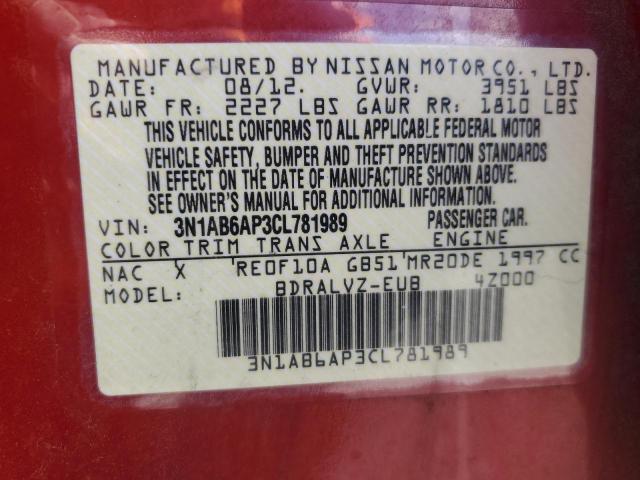 MANUFACTURED BY NISSAN MOTOR CO., LTD.
DATE: 08/12. GVWR: 3951 LBS
GAWR FR: 2227 LBS GAWR RR: 1810 LBS
THIS VEHICLE CONFORMS TO ALL APPLICABLE FEDERAL MOTOR
VEHICLE SAFETY, BUMPER AND THEFT PREVENTION STANDARDS
IN EFFECT ON THE DATE OF MANUFACTURE SHOWN ABOVE.
SEE OWNER'S MANUAL FOR ADDITIONAL INFORMATION.
VIN: 3N1AB6AP3CL781989 PASSENGER CAR.
COLOR TRIM TRANS AXLE ENGINE
NAC X 'RE0F10A GB51'MR20DE 1997 CC
MODEL: BDRALVZ-EUB 4Z000
3N1AB6AP3CL781989